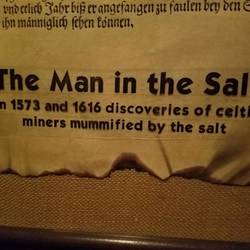 vnd etlich Jahr biß er angefangen zu faulen bey den S
ihn männiglich sehen können.
The Man in the Sal
n 1573 and 1616 discoveries of celti
miners mummified by the salt